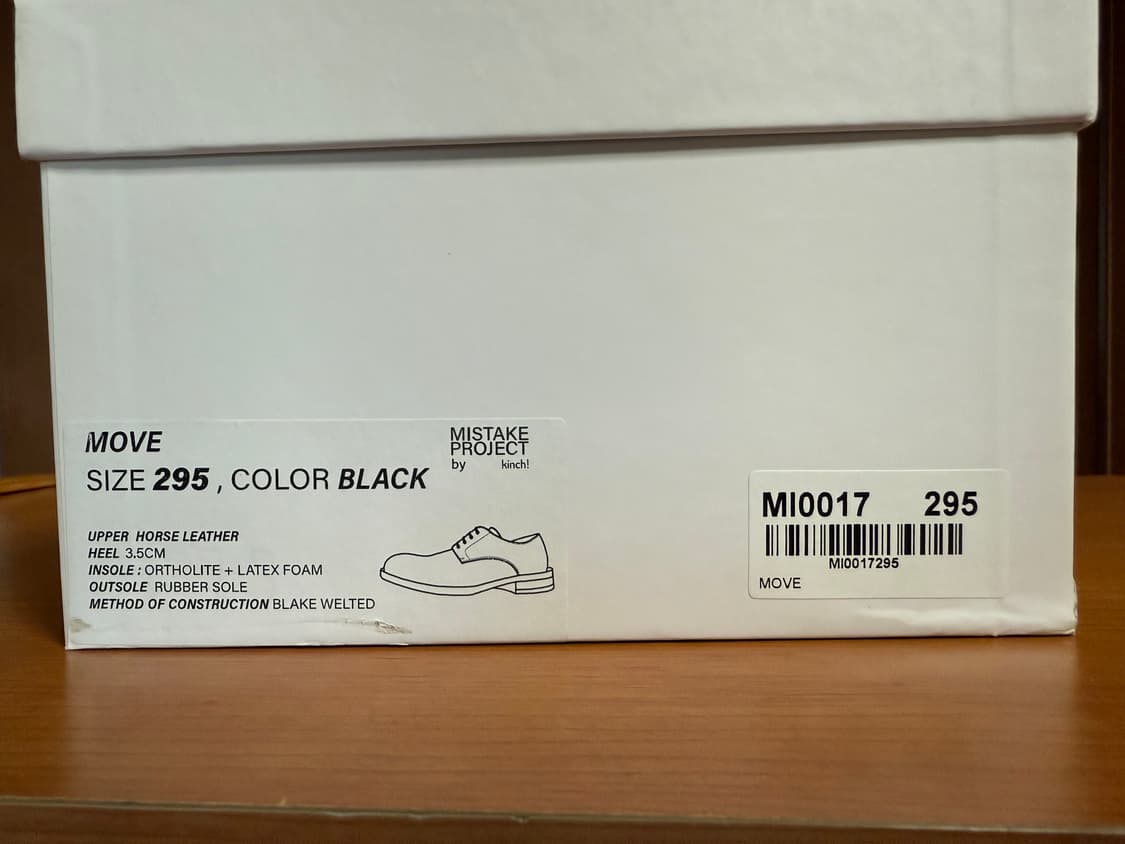 MOVE
SIZE 295 , COLOR BLACK
MISTAKE
PROJECT
by kinch!
UPPER HORSE LEATHER
HEEL 3.5CM
INSOLE : ORTHOLITE + LATEX FOAM
OUTSOLE RUBBER SOLE
METHOD OF CONSTRUCTION BLAKE WELTED
MI0017 295
MI0017295
MOVE